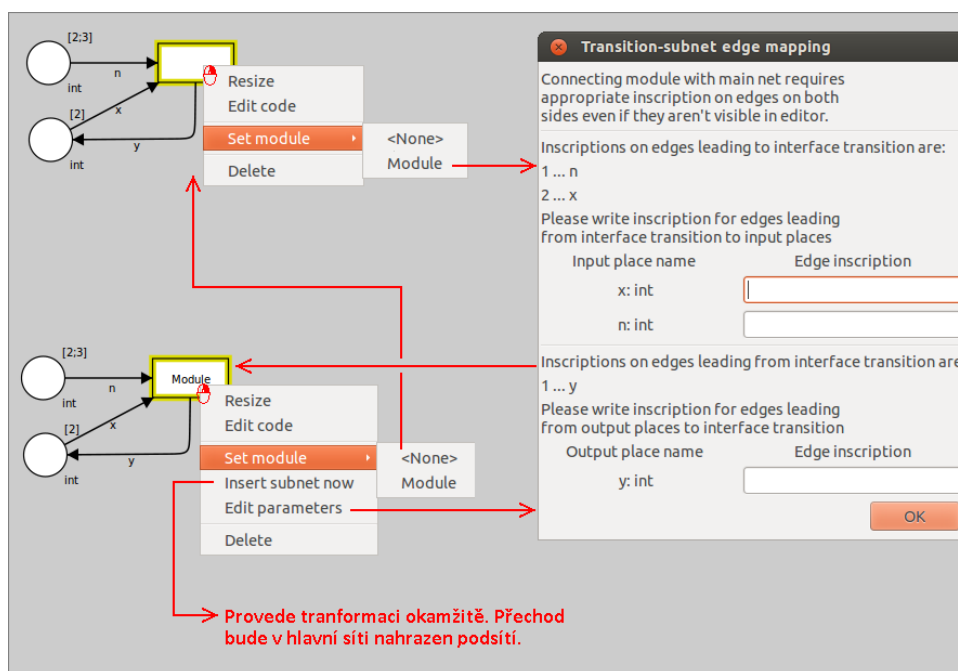 [2;3]
n
int
[2]
x
y
int
Resize
Edit code
Set module
Delete
<None>
Module
[2;3]
n
int
[2]
x
y
int
Module
Resize
Edit code
Set module
Insert subnet now
Edit parameters
Delete
<None>
Module
Provede tranformaci okamžitě. Přechod
bude v hlavní síti nahrazen podsítí.
Transition-subnet edge mapping
Connecting module with main net requires
appropriate inscription on edges on both
sides even if they aren't visible in editor.
Inscriptions on edges leading to interface transition are:
1 ... n
2 ... x
Please write inscription for edges leading
from interface transition to input places
Input place name Edge inscription
x: int
n: int
Inscriptions on edges leading from interface transition are
1 ... y
Please write inscription for edges leading
from output places to interface transition
Output place name Edge inscription
y: int
OK